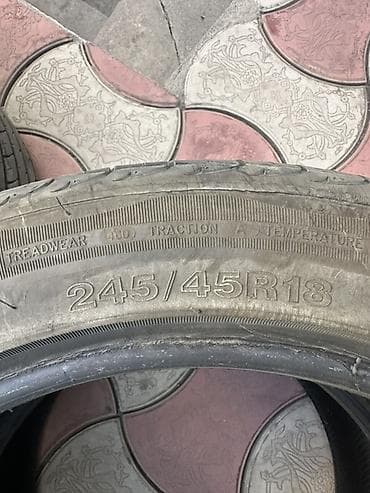 TREADWEAR TRACTION A TEMPERATURE
245/45R18